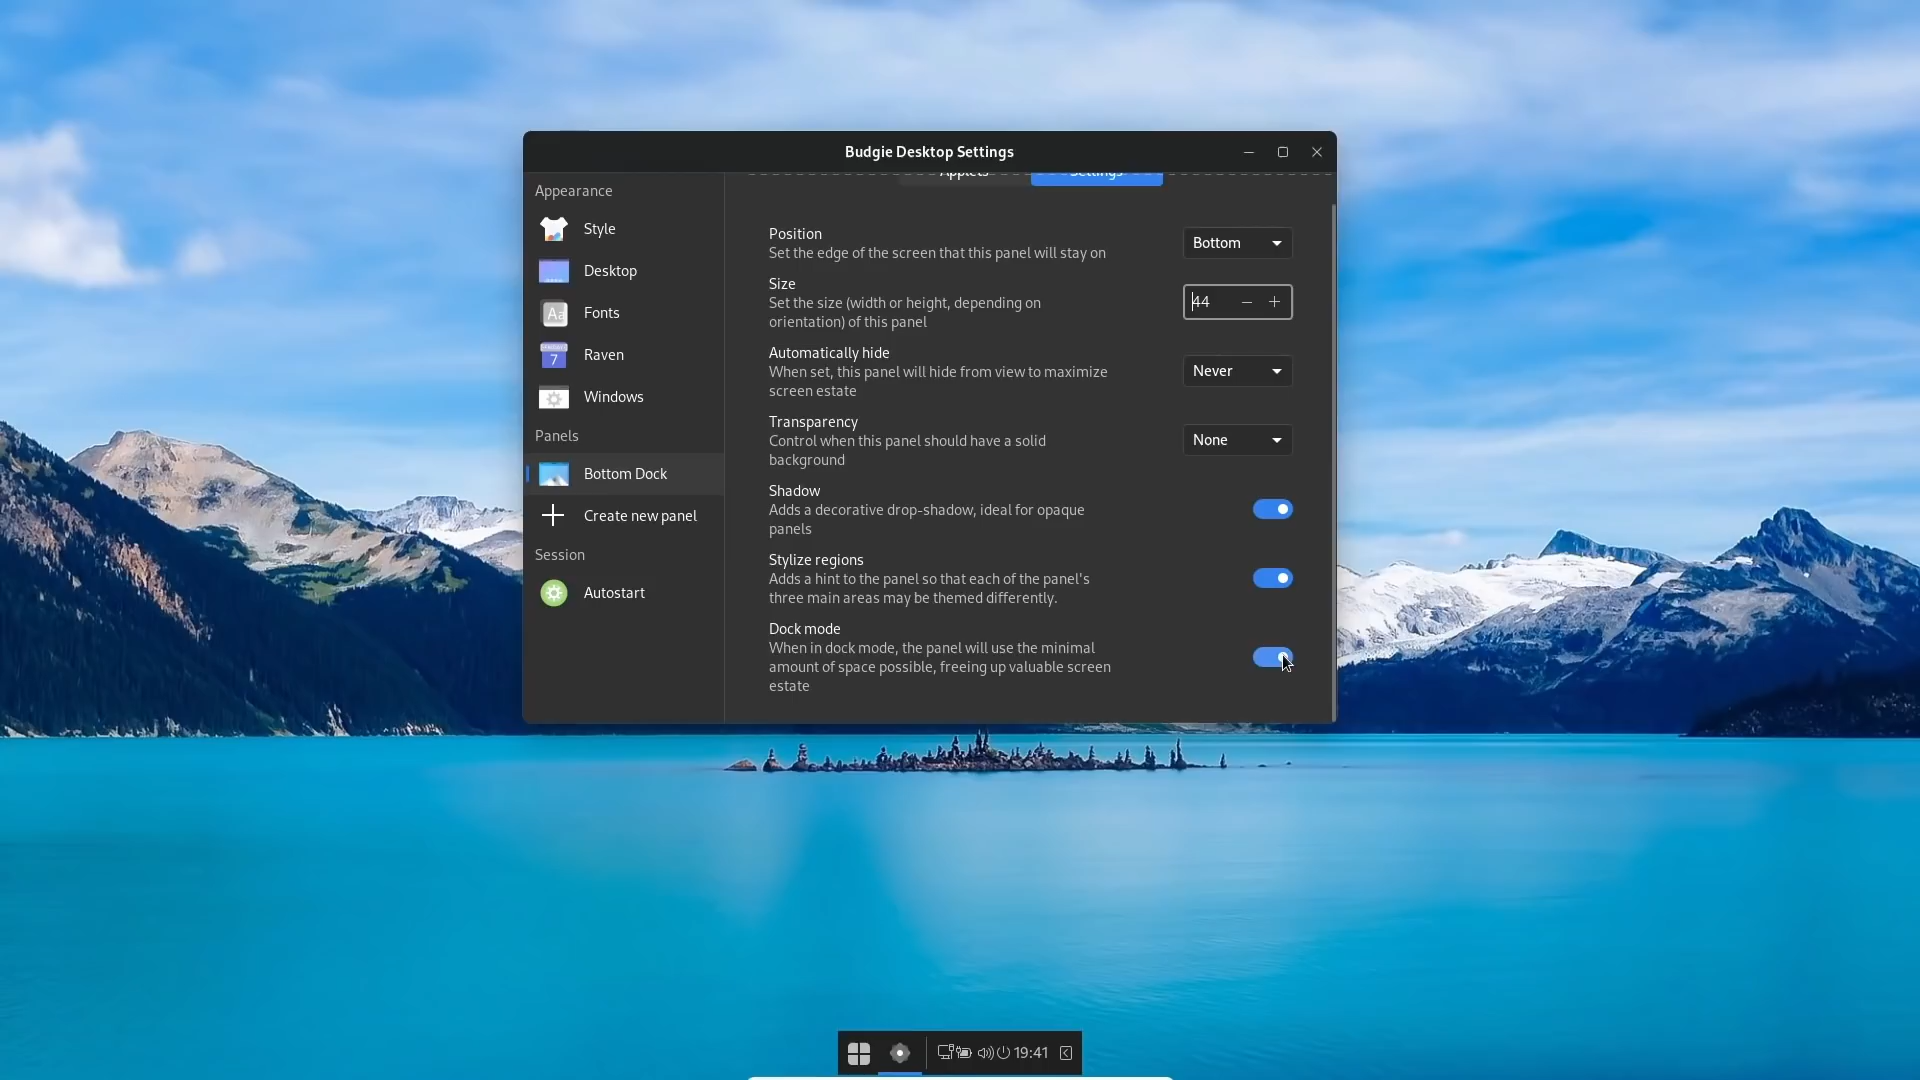 Budgie Desktop Settings
Appearance
Style
Desktop
Fonts
Raven
7
Windows
Panels
Bottom Dock
Create new panel
Session
Autostart
Applets
Settings
Position
Set the edge of the screen that this panel will stay on
Bottom
Size
Set the size (width or height, depending on
orientation) of this panel
44
Automatically hide
When set, this panel will hide from view to maximize
screen estate
Never
Transparency
Control when this panel should have a solid
background
None
Shadow
Adds a decorative drop-shadow, ideal for opaque
panels
Stylize regions
Adds a hint to the panel so that each of the panel's
three main areas may be themed differently.
Dock mode
When in dock mode, the panel will use the minimal
amount of space possible, freeing up valuable screen
estate
19:41